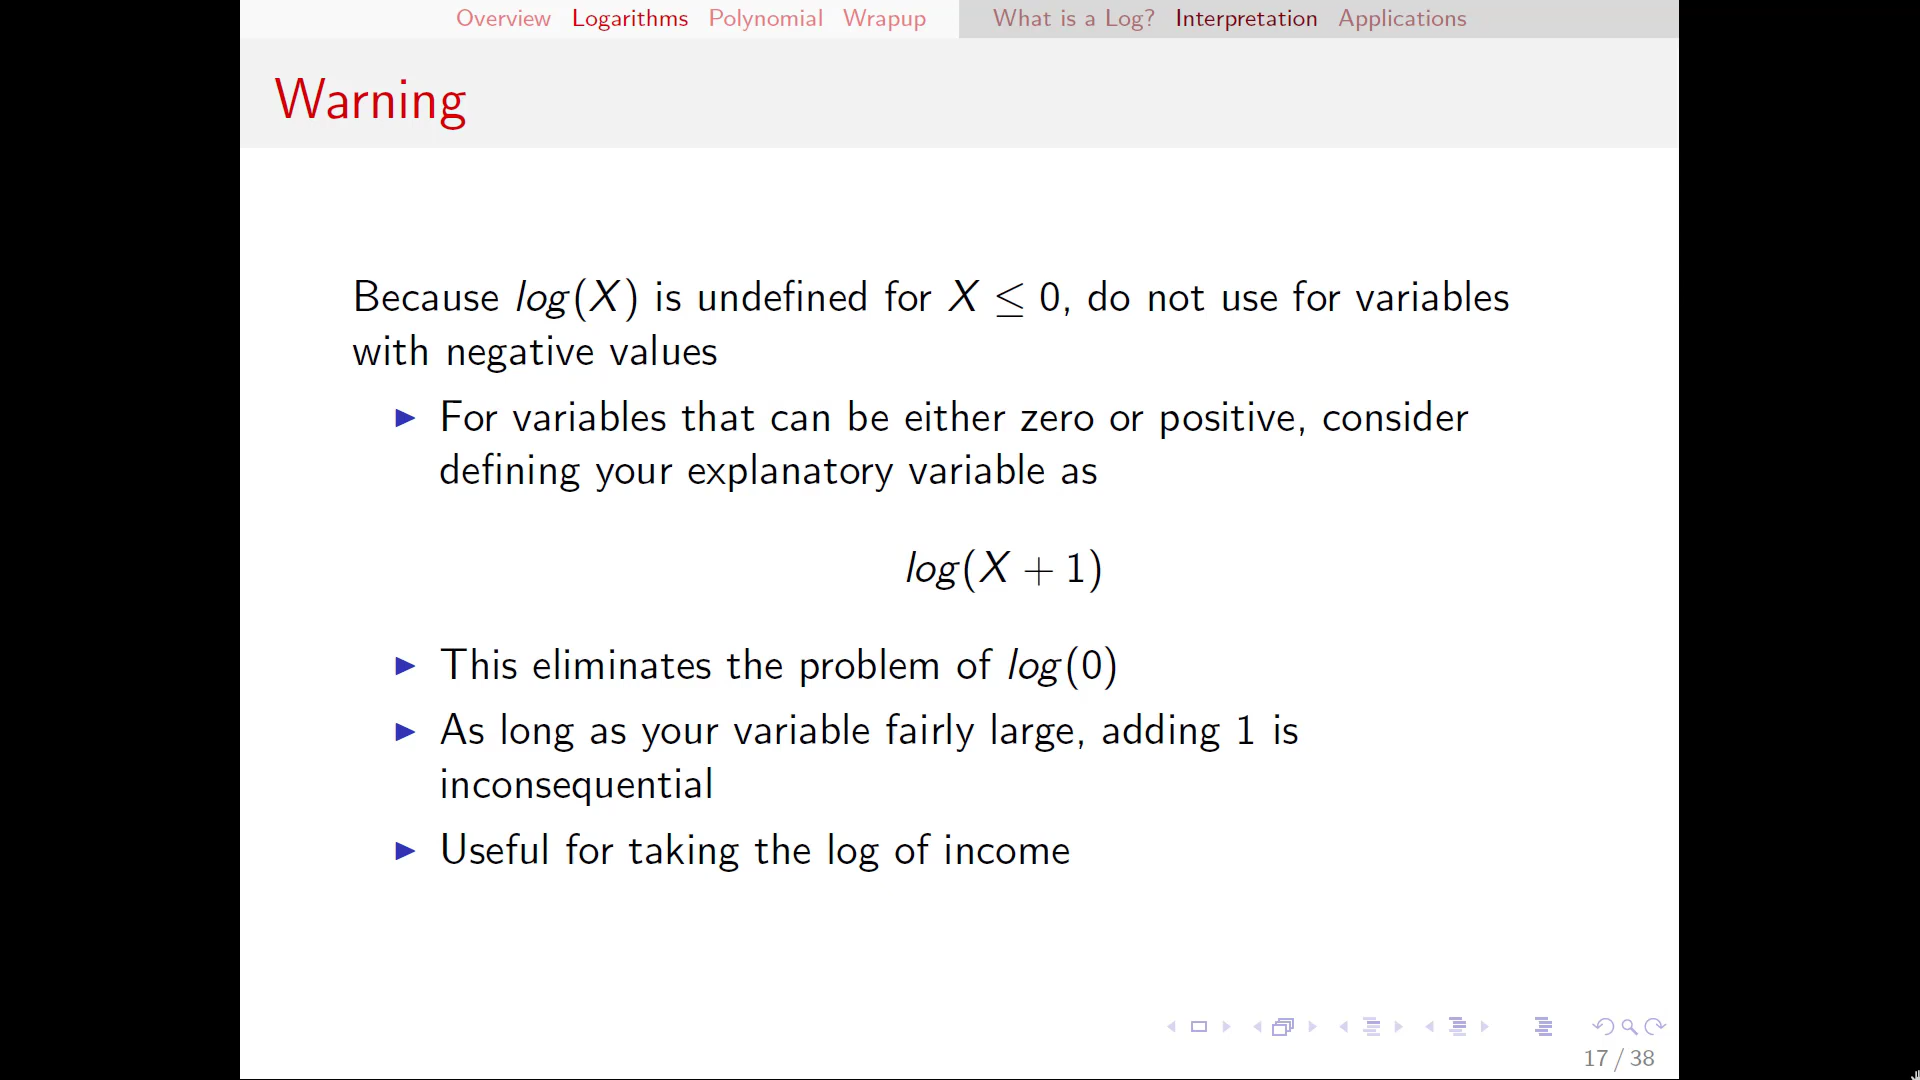 Overview Logarithms Polynomial Wrapup What is a Log? Interpretation Applications
Warning
Because log(X) is undefined for X ≤ 0, do not use for variables
with negative values
For variables that can be either zero or positive, consider
defining your explanatory variable as
log(X + 1)
This eliminates the problem of log(0)
As long as your variable fairly large, adding 1 is
inconsequential
Useful for taking the log of income
17 / 38